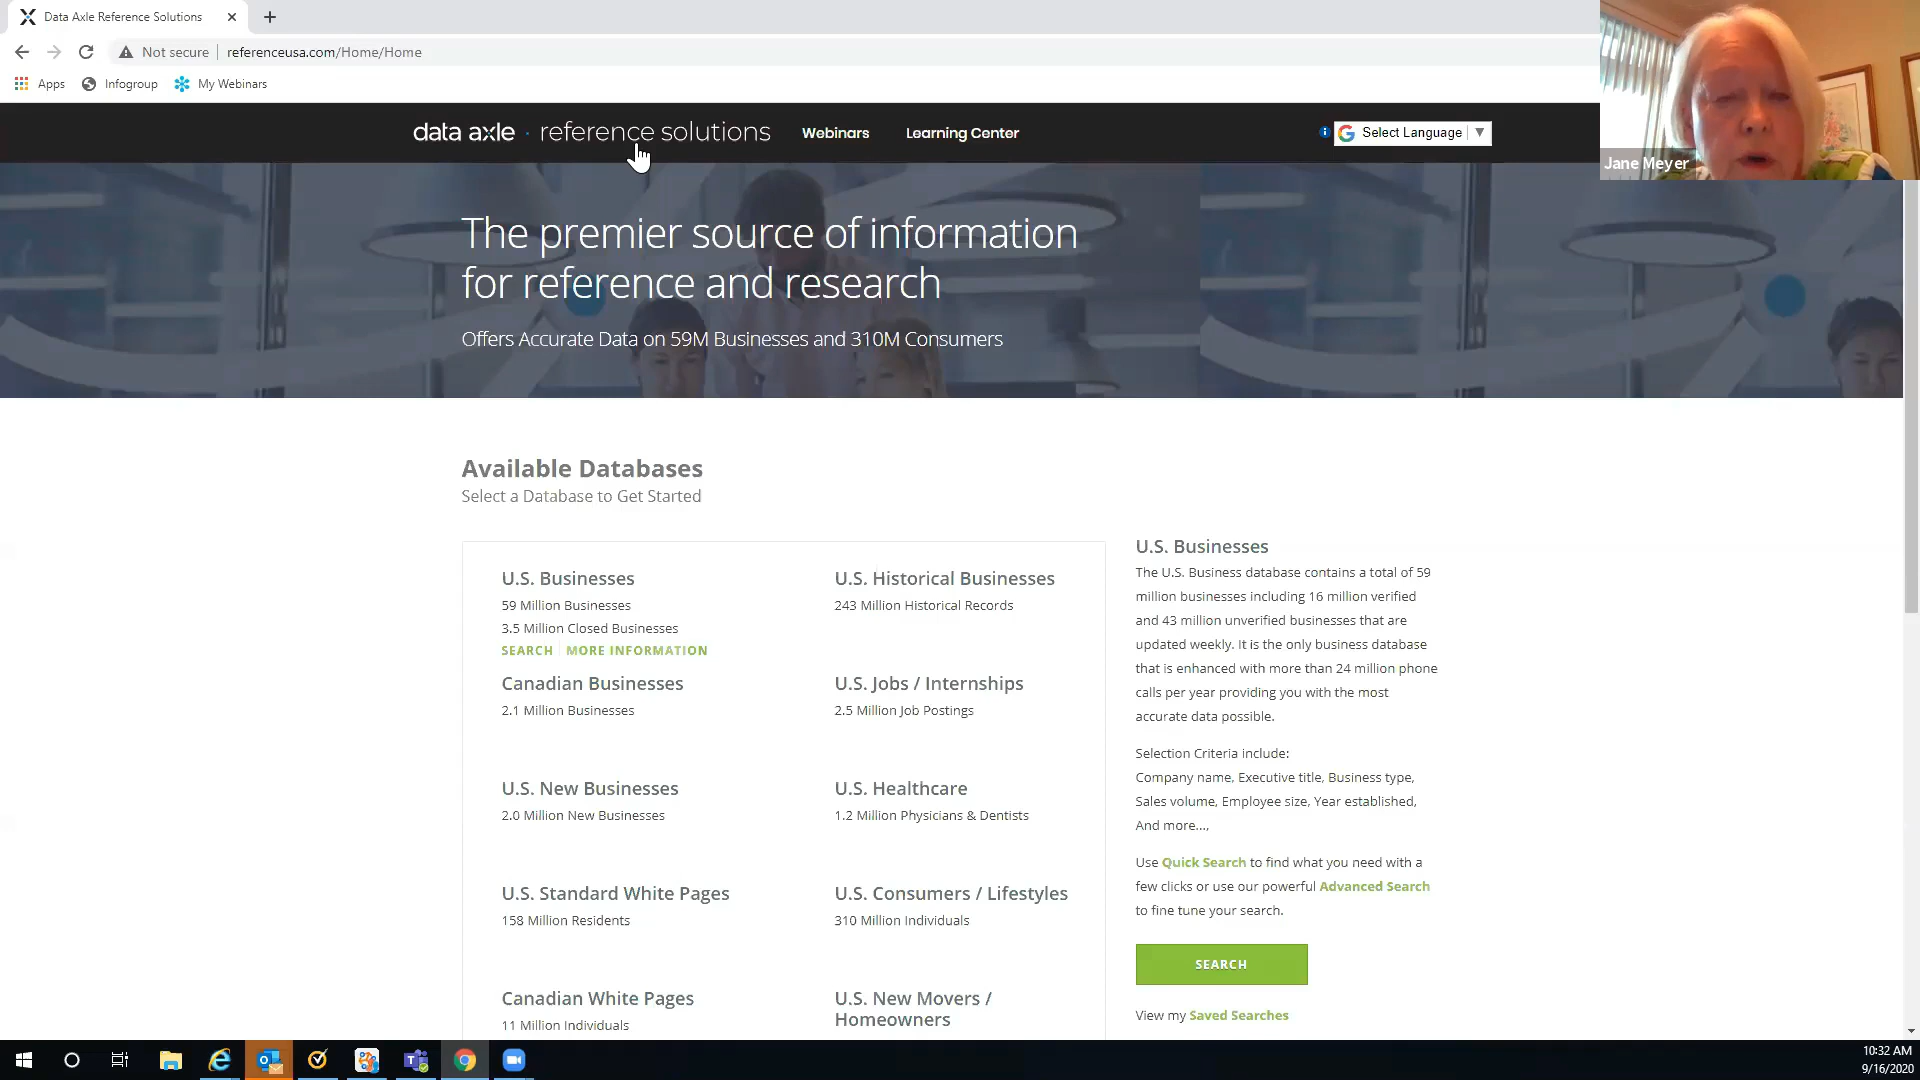 Data Axle Reference Solutions
Not secure
referenceusa.com/Home/Home
Apps
Infogroup
My Webinars
data axle · reference solutions
Webinars
Learning Center
Select Language ▼
Jane Meyer
The premier source of information
for reference and research
Offers Accurate Data on 59M Businesses and 310M Consumers
Available Databases
Select a Database to Get Started
U.S. Businesses
59 Million Businesses
3.5 Million Closed Businesses
SEARCH | MORE INFORMATION
U.S. Historical Businesses
243 Million Historical Records
Canadian Businesses
2.1 Million Businesses
U.S. Jobs / Internships
2.5 Million Job Postings
U.S. New Businesses
2.0 Million New Businesses
U.S. Healthcare
1.2 Million Physicians & Dentists
U.S. Standard White Pages
158 Million Residents
U.S. Consumers / Lifestyles
310 Million Individuals
Canadian White Pages
11 Million Individuals
U.S. New Movers /
Homeowners
U.S. Businesses
The U.S. Business database contains a total of 59
million businesses including 16 million verified
and 43 million unverified businesses that are
updated weekly. It is the only business database
that is enhanced with more than 24 million phone
calls per year providing you with the most
accurate data possible.
Selection Criteria include:
Company name, Executive title, Business type,
Sales volume, Employee size, Year established,
And more...,
Use Quick Search to find what you need with a
few clicks or use our powerful Advanced Search
to fine tune your search.
SEARCH
View my Saved Searches
10:32 AM
9/16/2020